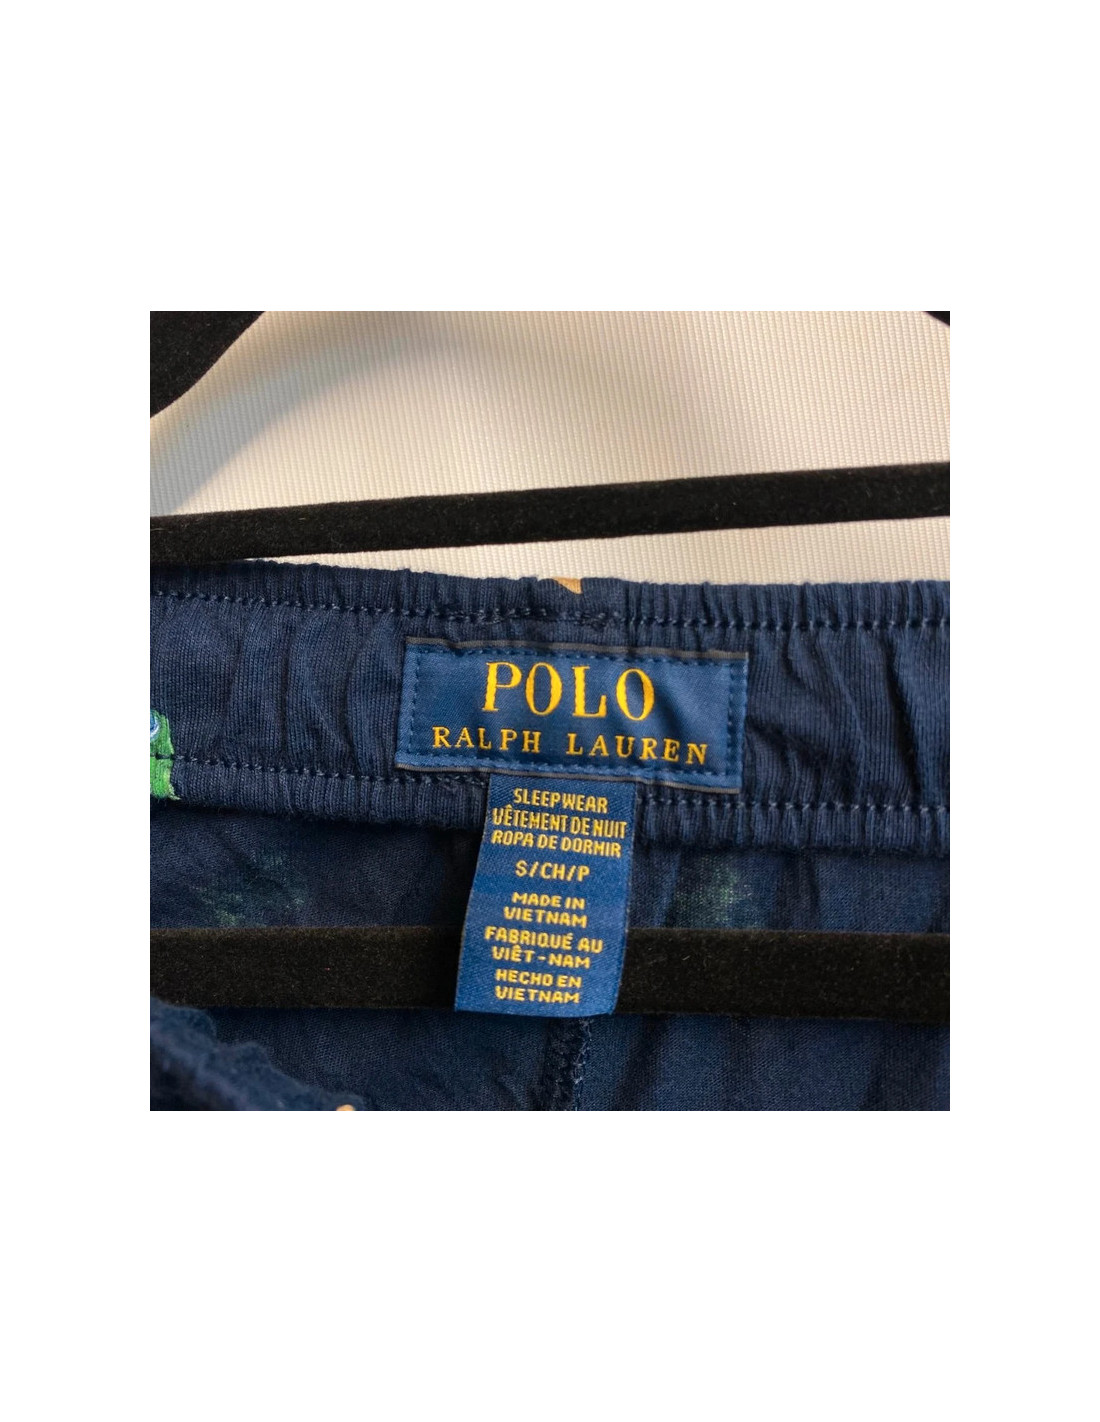 POLO
RALPH LAUREN
SLEEPWEAR
VÊTEMENT DE NUIT
ROPA DE DORMIR
S/CH/P
MADE IN
VIETNAM
FABRIQUÉ AU
VIÊT-NAM
HECHO EN
VIETNAM